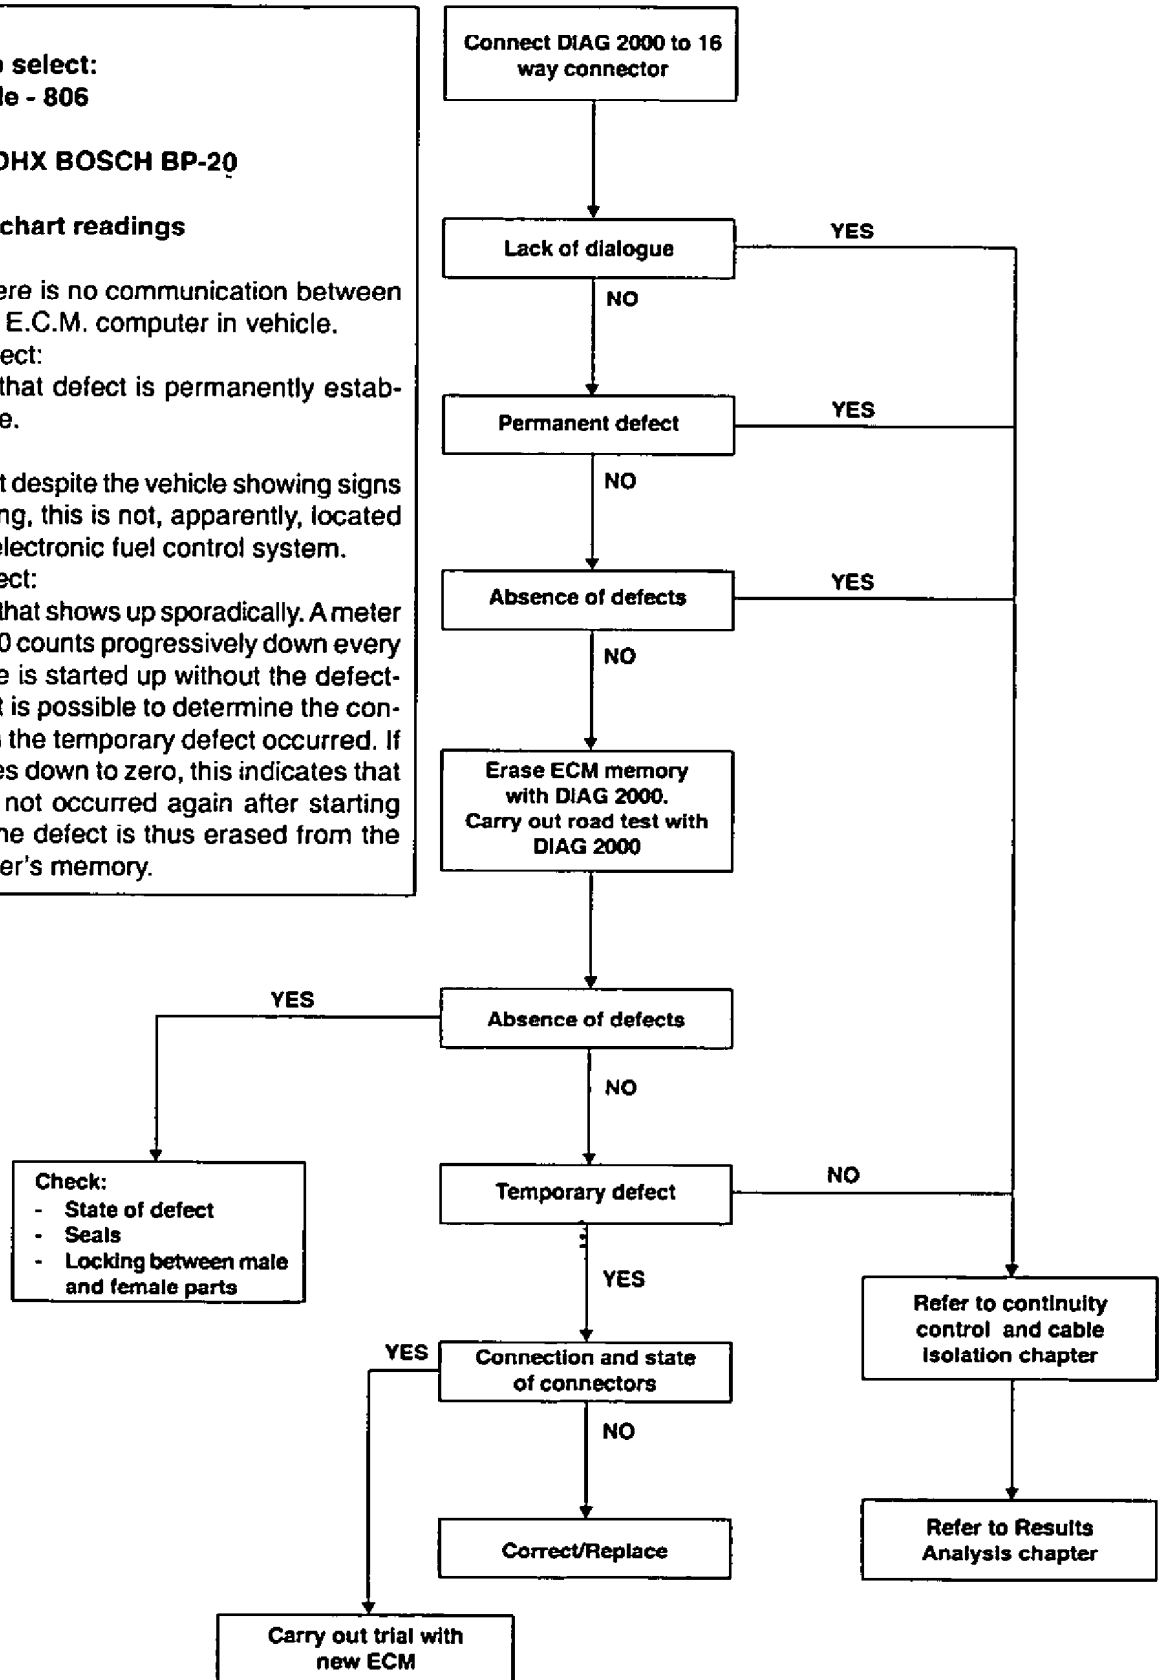 select:
- 806
DHX BOSCH BP-20
chart readings
ere is no communication between
E.C.M. computer in vehicle.
ect:
that defect is permanently estab-
e.
t despite the vehicle showing signs
ng, this is not, apparently, located
electronic fuel control system.
ect:
that shows up sporadically. A meter
0 counts progressively down every
e is started up without the defect-
t is possible to determine the con-
the temporary defect occurred. If
es down to zero, this indicates that
not occurred again after starting
he defect is thus erased from the
er's memory.
Connect DIAG 2000 to 16
way connector
Lack of dialogue
YES
NO
Permanent defect
YES
NO
Absence of defects
YES
NO
Erase ECM memory
with DIAG 2000.
Carry out road test with
DIAG 2000
Absence of defects
YES
NO
Check:
- State of defect
- Seals
- Locking between male
and female parts
Temporary defect
NO
YES
Refer to continuity
control and cable
isolation chapter
Connection and state
of connectors
YES
NO
Correct/Replace
Refer to Results
Analysis chapter
Carry out trial with
new ECM